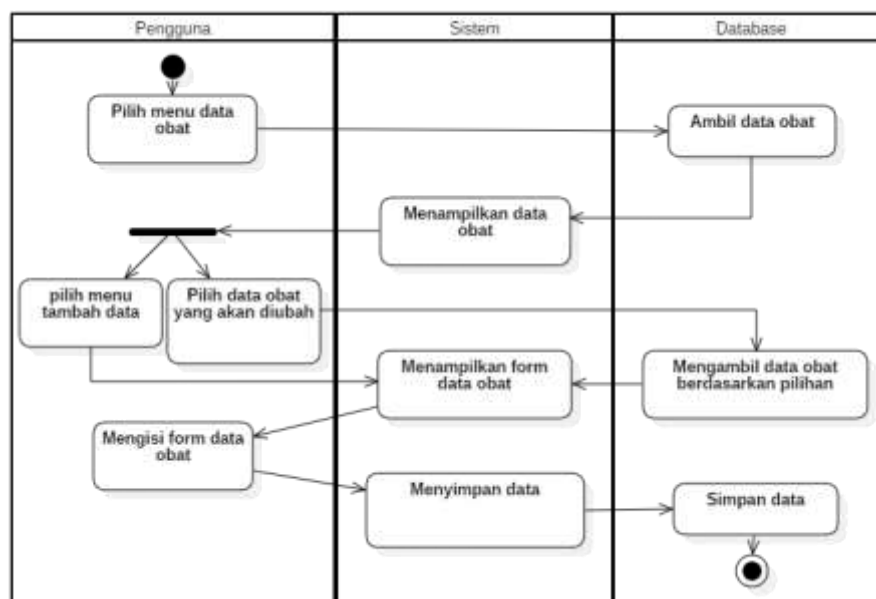 Pengguna
Sistem
Database
Pilih menu data
obat
Ambil data obat
Menampilkan data
obat
pilih menu
tambah data
Pilih data obat
yang akan diubah
Menampilkan form
data obat
Mengambil data obat
berdasarkan pilihan
Mengisi form data
obat
Menyimpan data
Simpan data